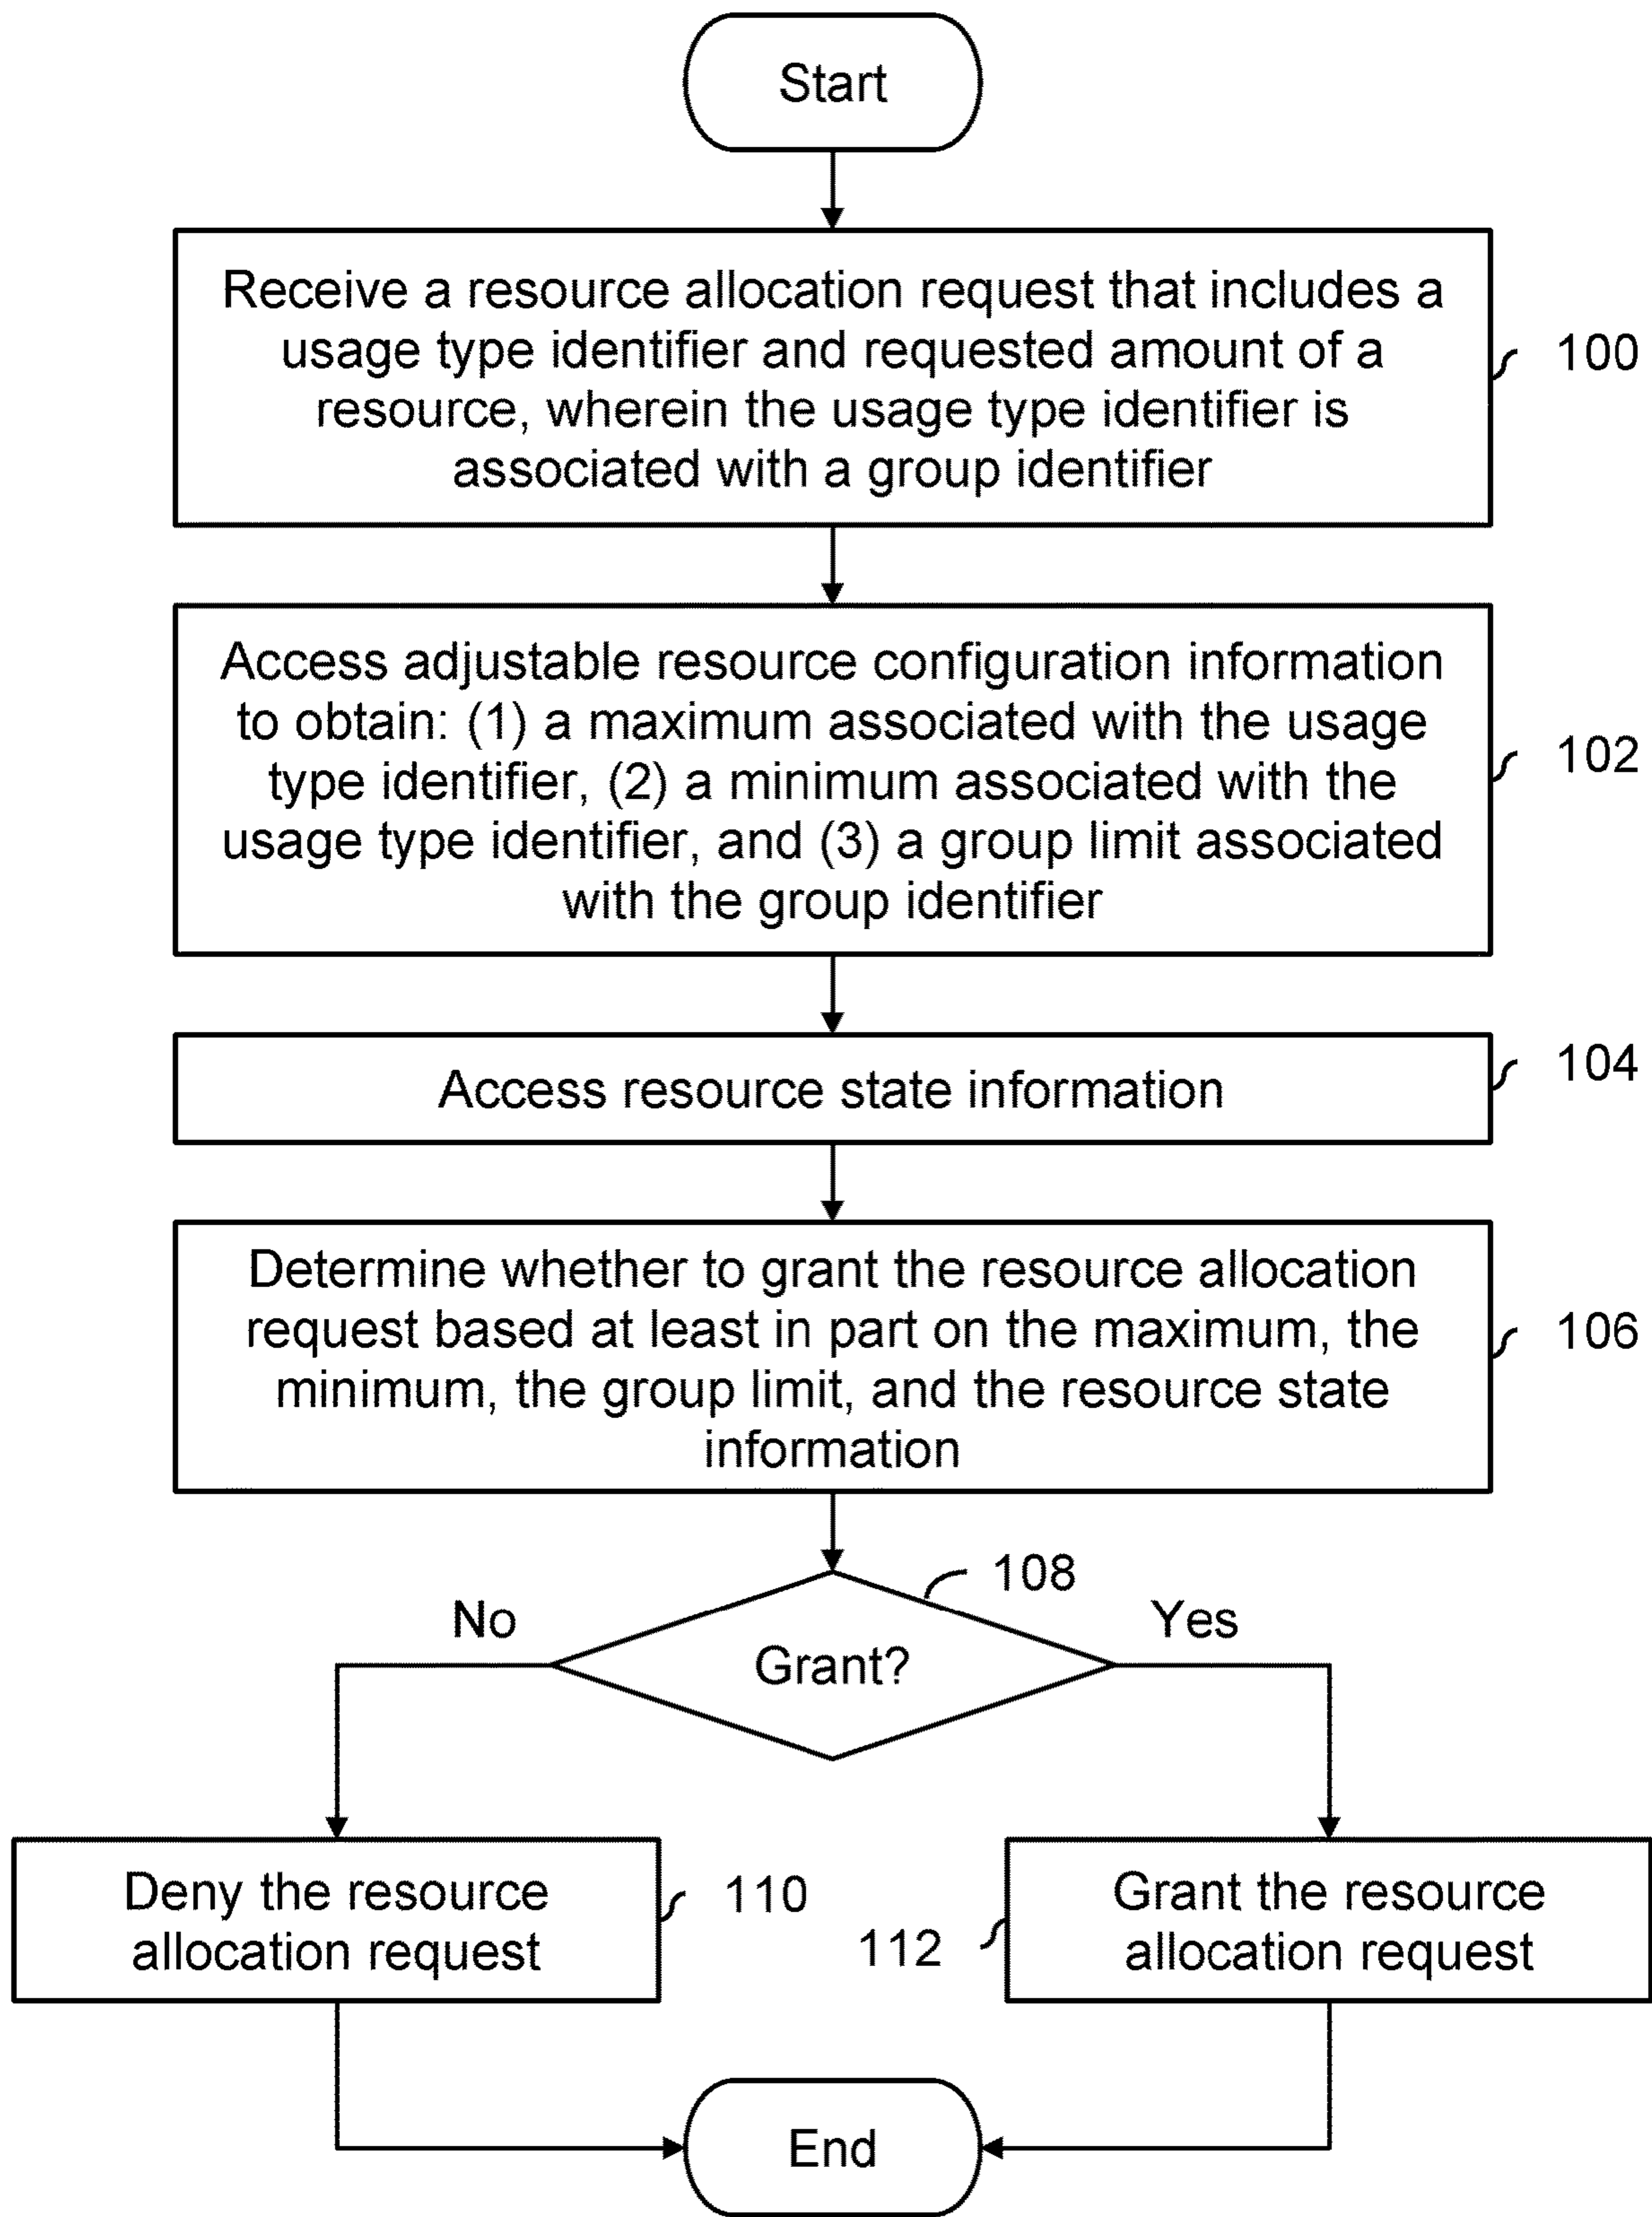 Start
Receive a resource allocation request that includes a
usage type identifier and requested amount of a
resource, wherein the usage type identifier is
associated with a group identifier
100
Access adjustable resource configuration information
to obtain: (1) a maximum associated with the usage
type identifier, (2) a minimum associated with the
usage type identifier, and (3) a group limit associated
with the group identifier
102
Access resource state information
104
Determine whether to grant the resource allocation
request based at least in part on the maximum, the
minimum, the group limit, and the resource state
information
106
108
No
Yes
Grant?
Deny the resource
allocation request
110
112
Grant the resource
allocation request
End